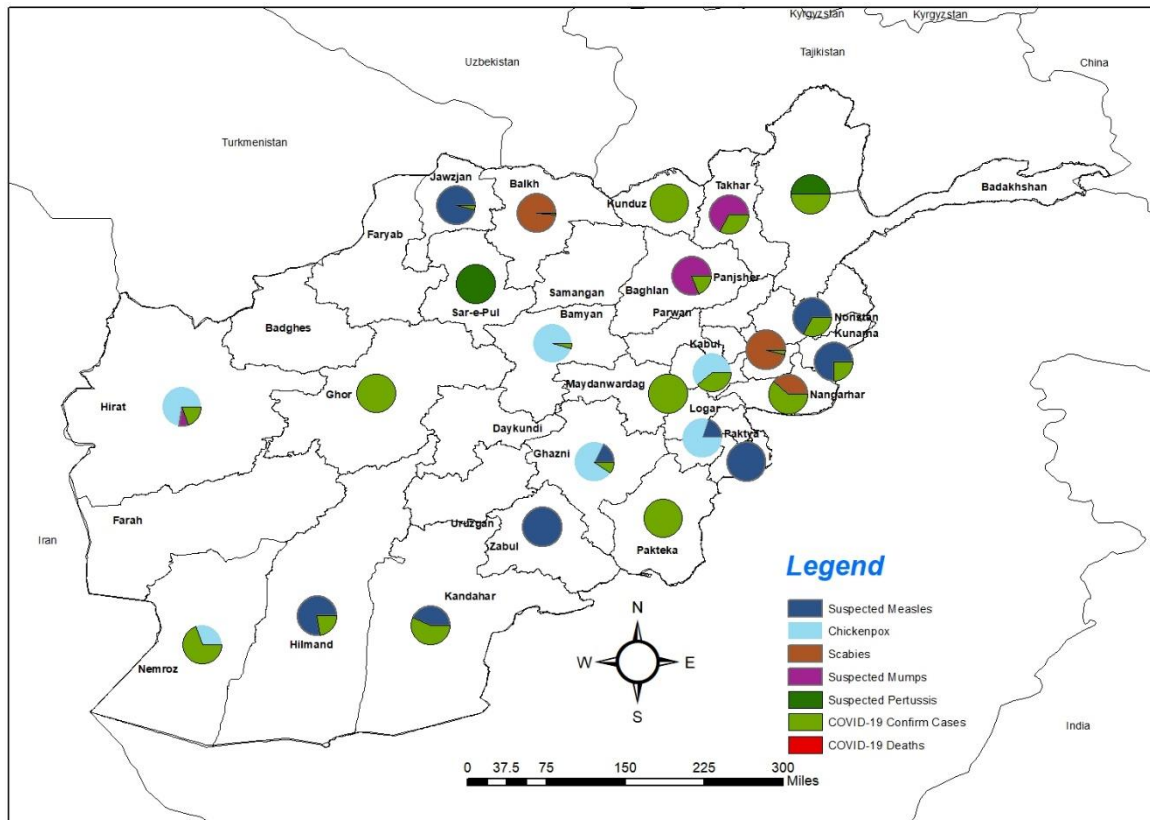 Kyrgyzstan
Kyrgyzstan
Tajikistan
Uzbekistan
China
Turkmenistan
Jawzjan
Balkh
Kunduz
Takhar
Badakhshan
Faryab
Baghlan
Panjsher
Samangan
Sar-e-Pul
Bamyan
Parwan
Badghes
Nonstan
Kunarha
Kabul
Maydanwardag
Ghor
Nangarhar
Hirat
Logar
Daykundi
Paktya
Ghazni
Farah
Uruzgan
Iran
Zabul
Pakteka
Kandahar
Hilmand
Nemroz
India
N
W
E
S
Legend
Suspected Measles
Chickenpox
Scabies
Suspected Mumps
Suspected Pertussis
COVID-19 Confirm Cases
COVID-19 Deaths
0 37.5 75 150 225 300
Miles